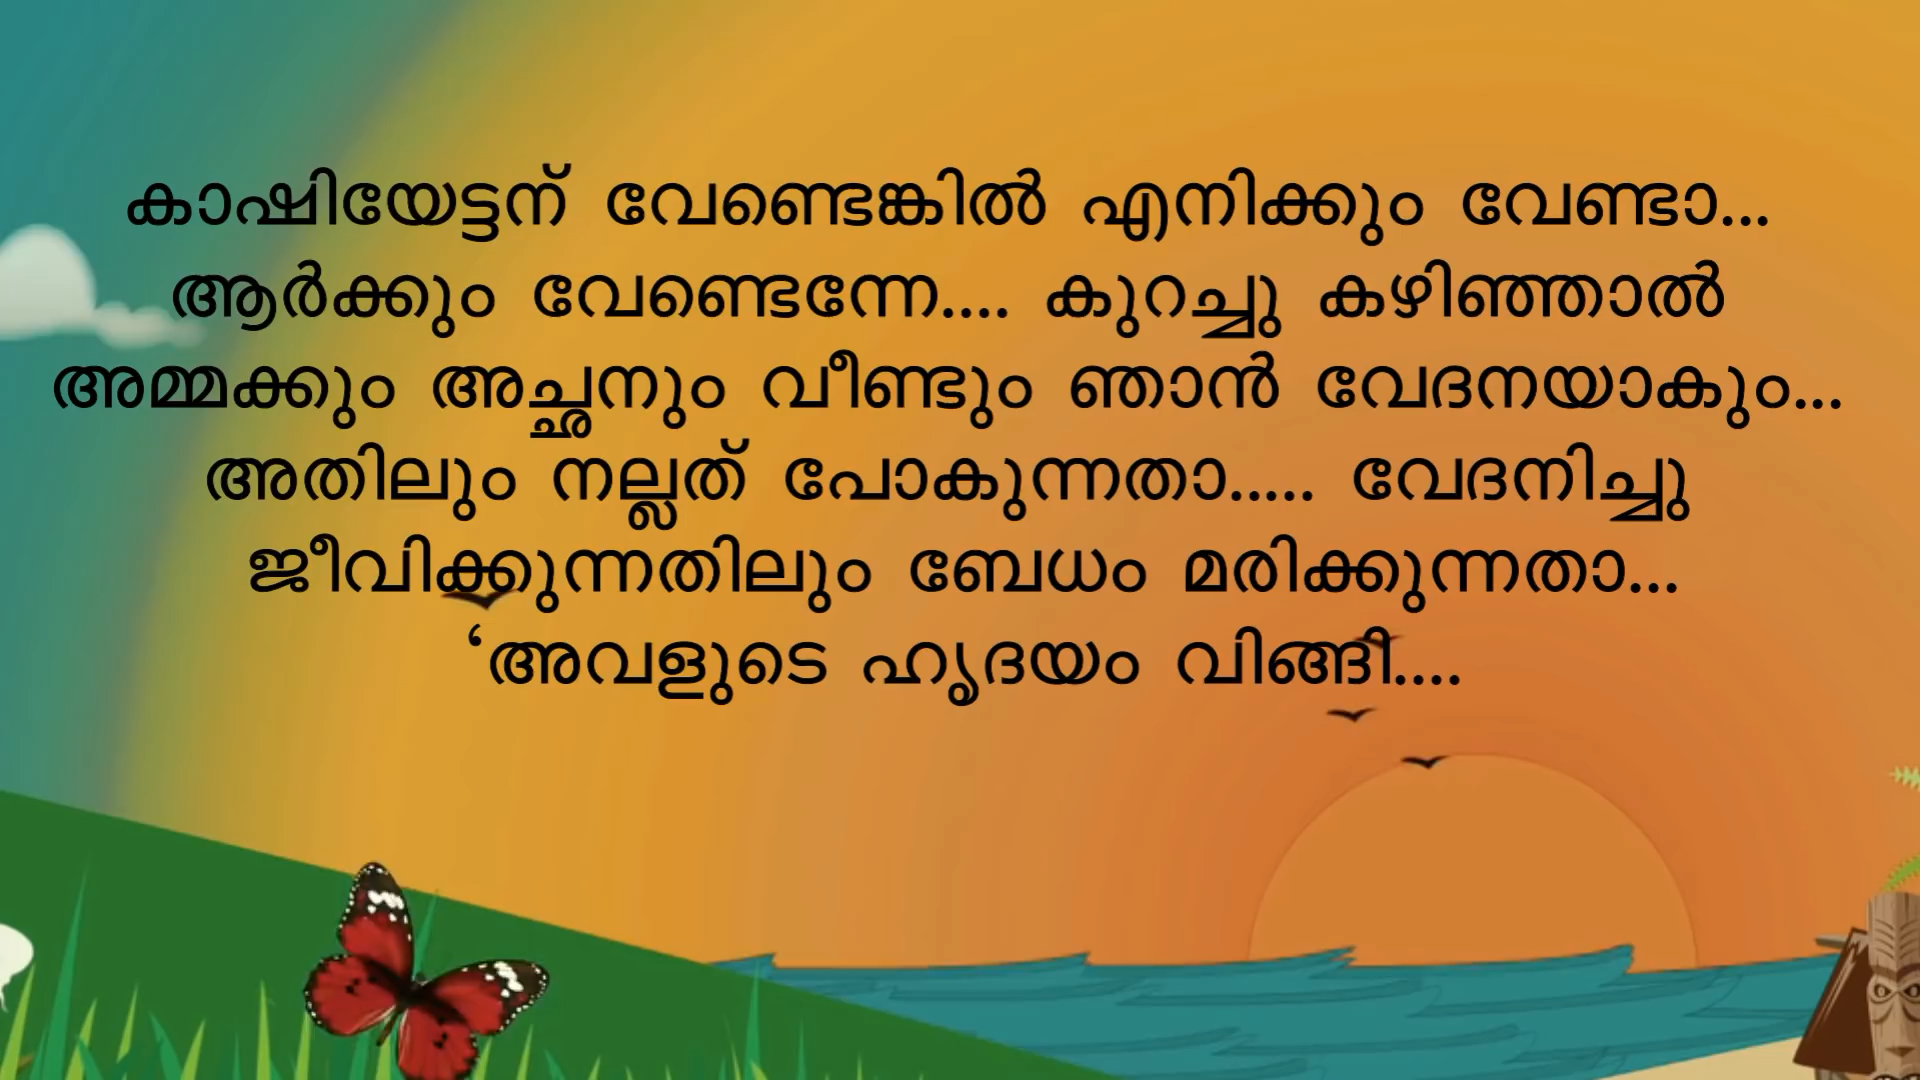 കാഷിയേട്ടന് വേണ്ടെങ്കിൽ എനിക്കും വേണ്ടാ...
ആർക്കും വേണ്ടെന്നേ.... കുറച്ചു കഴിഞ്ഞാൽ
അമ്മക്കും അച്ഛനും വീണ്ടും ഞാൻ വേദനയാകും...
അതിലും നല്ലത് പോകുന്നതാ..... വേദനിച്ചു
ജീവിക്കുന്നതിലും ബേധം മരിക്കുന്നതാ...
‘അവളുടെ ഹൃദയം വിങ്ങി....